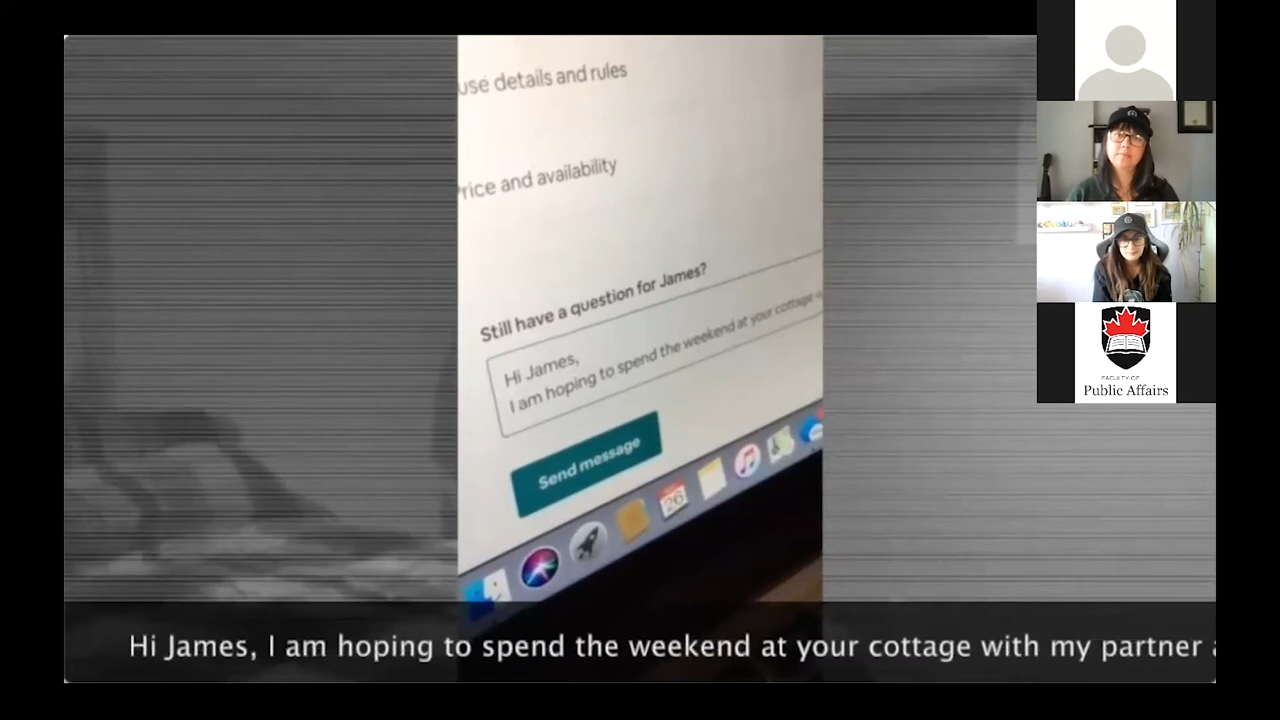 use details and rules
Price and availability
Still have a question for James?
Hi James,
I am hoping to spend the weekend at your cottage
Send message
26
FACULTY OF
Public Affairs
Hi James, I am hoping to spend the weekend at your cottage with my partner